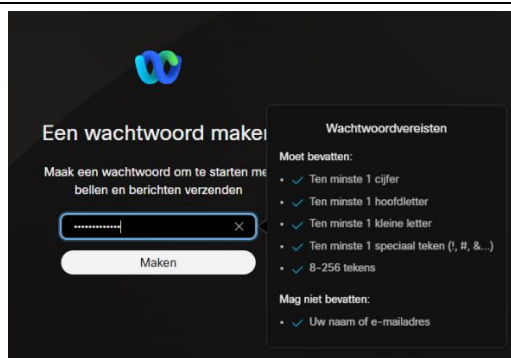 Een wachtwoord maken
Maak een wachtwoord om te starten met
bellen en berichten verzenden
Maken
Wachtwoordvereisten
Moet bevatten:
Ten minste 1 cijfer
Ten minste 1 hoofdletter
Ten minste 1 kleine letter
Ten minste 1 speciaal teken (!, #, &...)
8-256 tekens
Mag niet bevatten:
Uw naam of e-mailadres